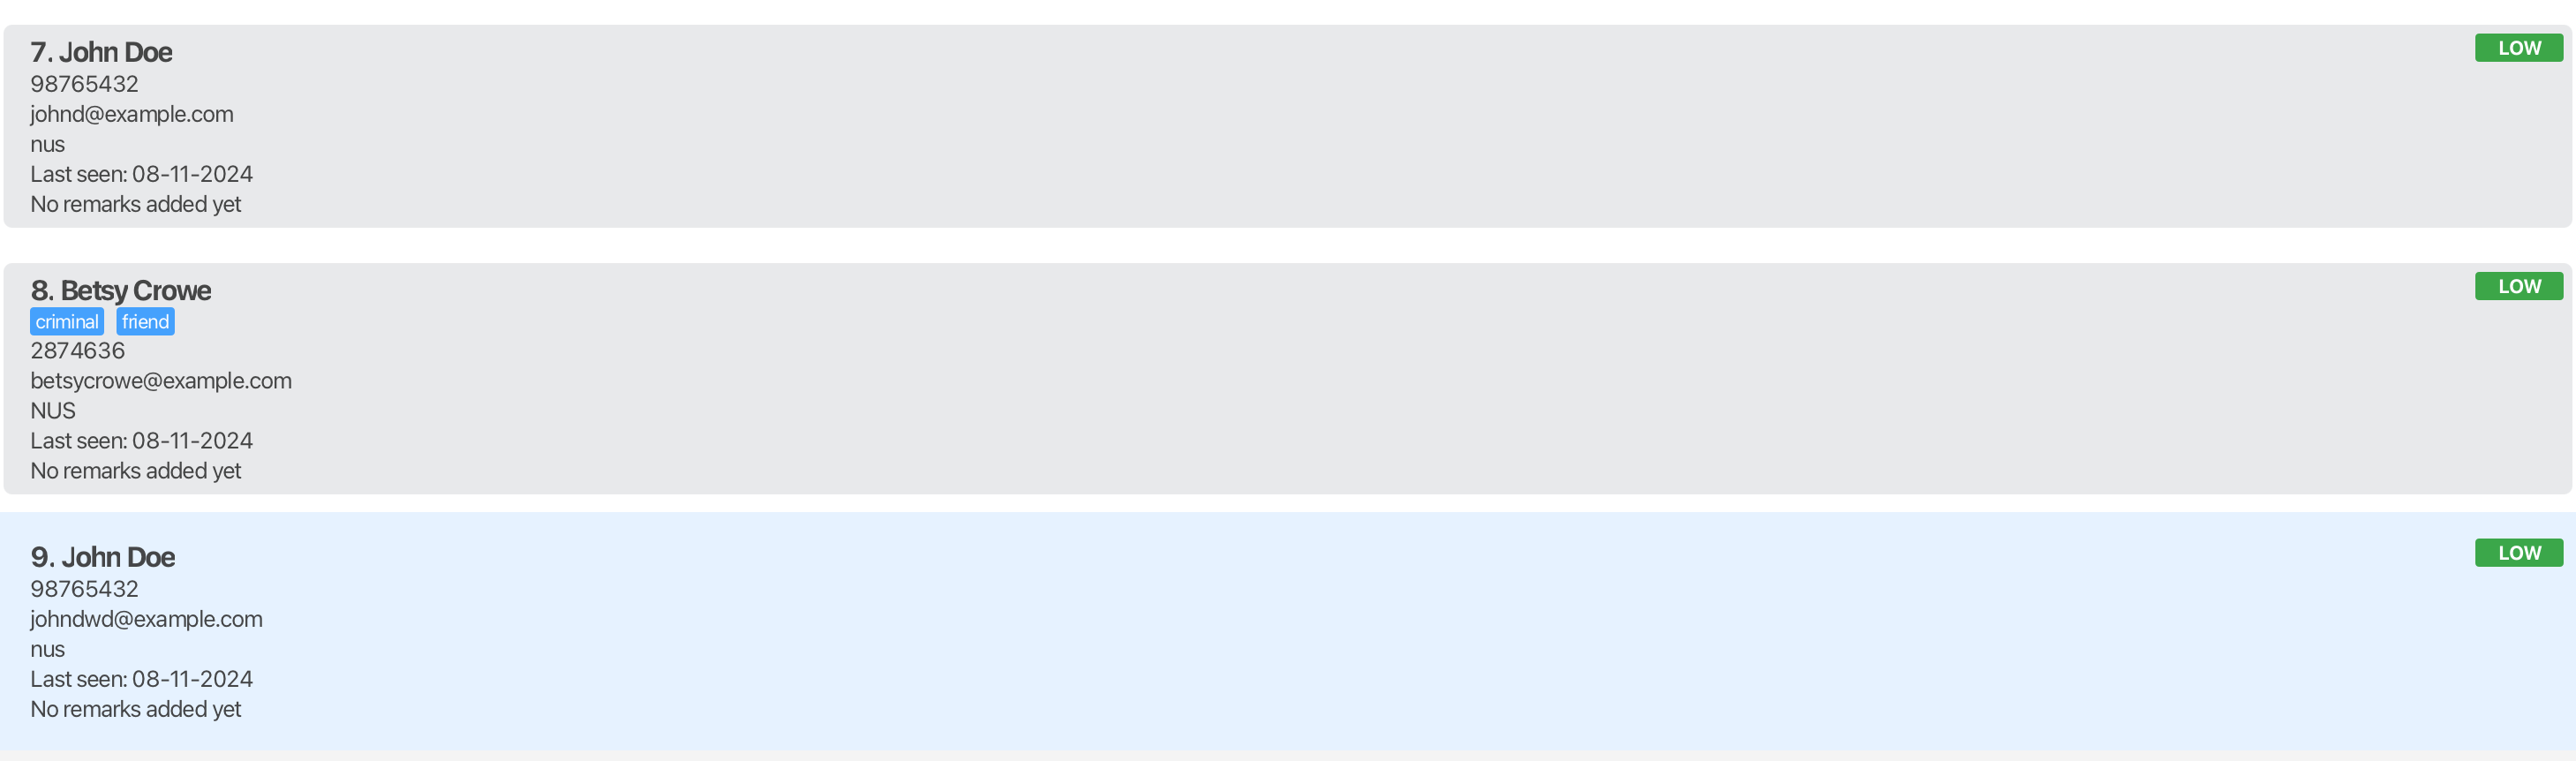 7. John Doe LOW
98765432
johnd@example.com
nus
Last seen: 08-11-2024
No remarks added yet
8. Betsy Crowe LOW
criminal friend
2874636
betsycrowe@example.com
NUS
Last seen: 08-11-2024
No remarks added yet
9. John Doe LOW
98765432
johndwd@example.com
nus
Last seen: 08-11-2024
No remarks added yet